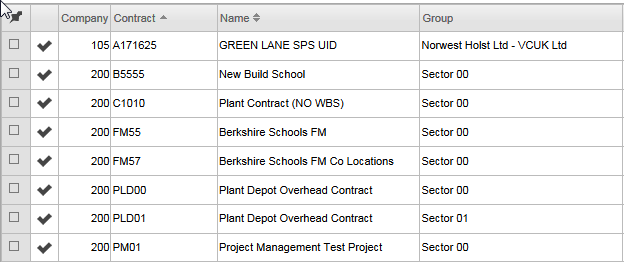 Company Contract Name Group
105 A171625 GREEN LANE SPS UID Norwest Holst Ltd - VCUK Ltd
200 B5555 New Build School Sector 00
200 C1010 Plant Contract (NO WBS) Sector 00
200 FM55 Berkshire Schools FM Sector 00
200 FM57 Berkshire Schools FM Co Locations Sector 00
200 PLD00 Plant Depot Overhead Contract Sector 00
200 PLD01 Plant Depot Overhead Contract Sector 01
200 PM01 Project Management Test Project Sector 00